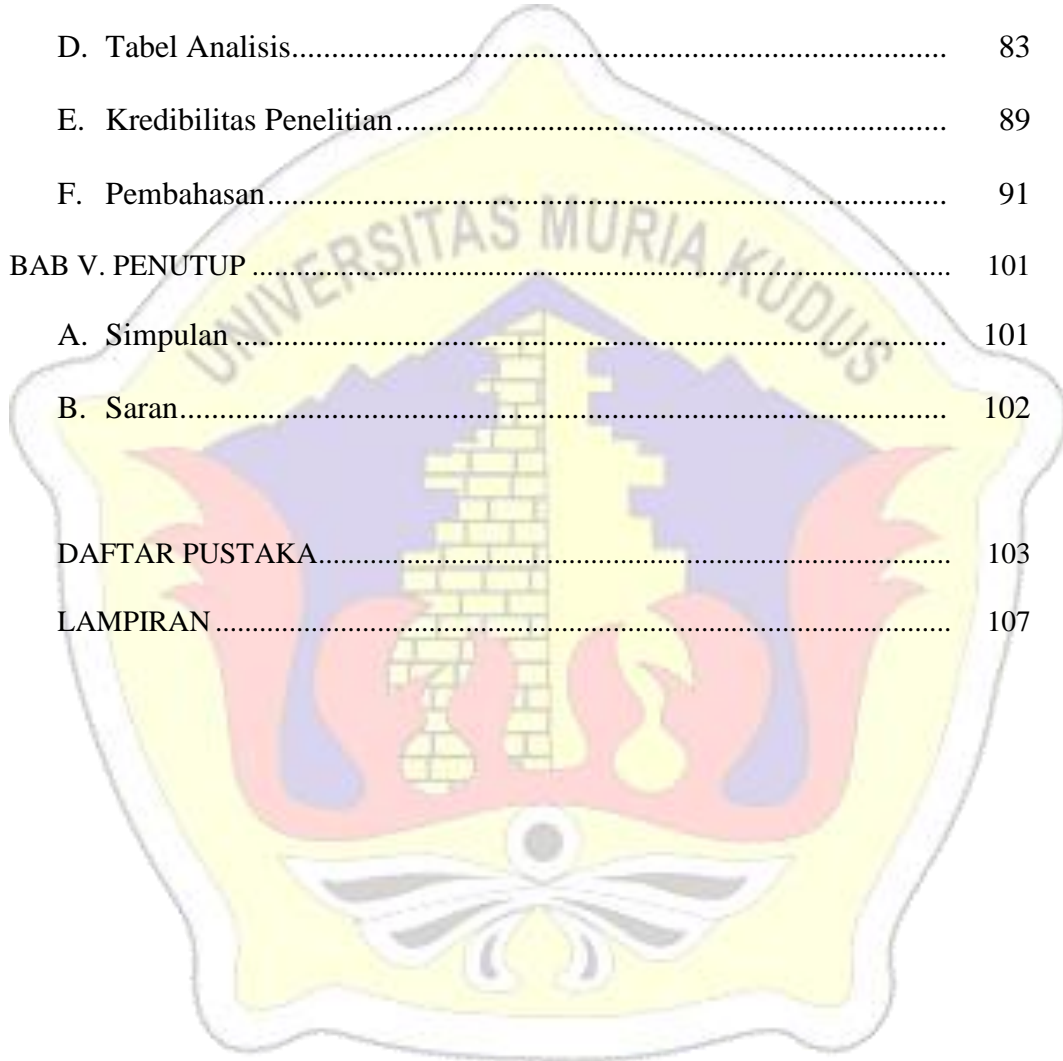 D. Tabel Analisis........................................................................ 83
E. Kredibilitas Penelitian.......................................................... 89
F. Pembahasan........................................................................... 91
UNIVERSITAS MURIA KUDUS
BAB V. PENUTUP ........................................................................ 101
A. Simpulan ............................................................................... 101
B. Saran...................................................................................... 102
DAFTAR PUSTAKA..................................................................... 103
LAMPIRAN ................................................................................... 107